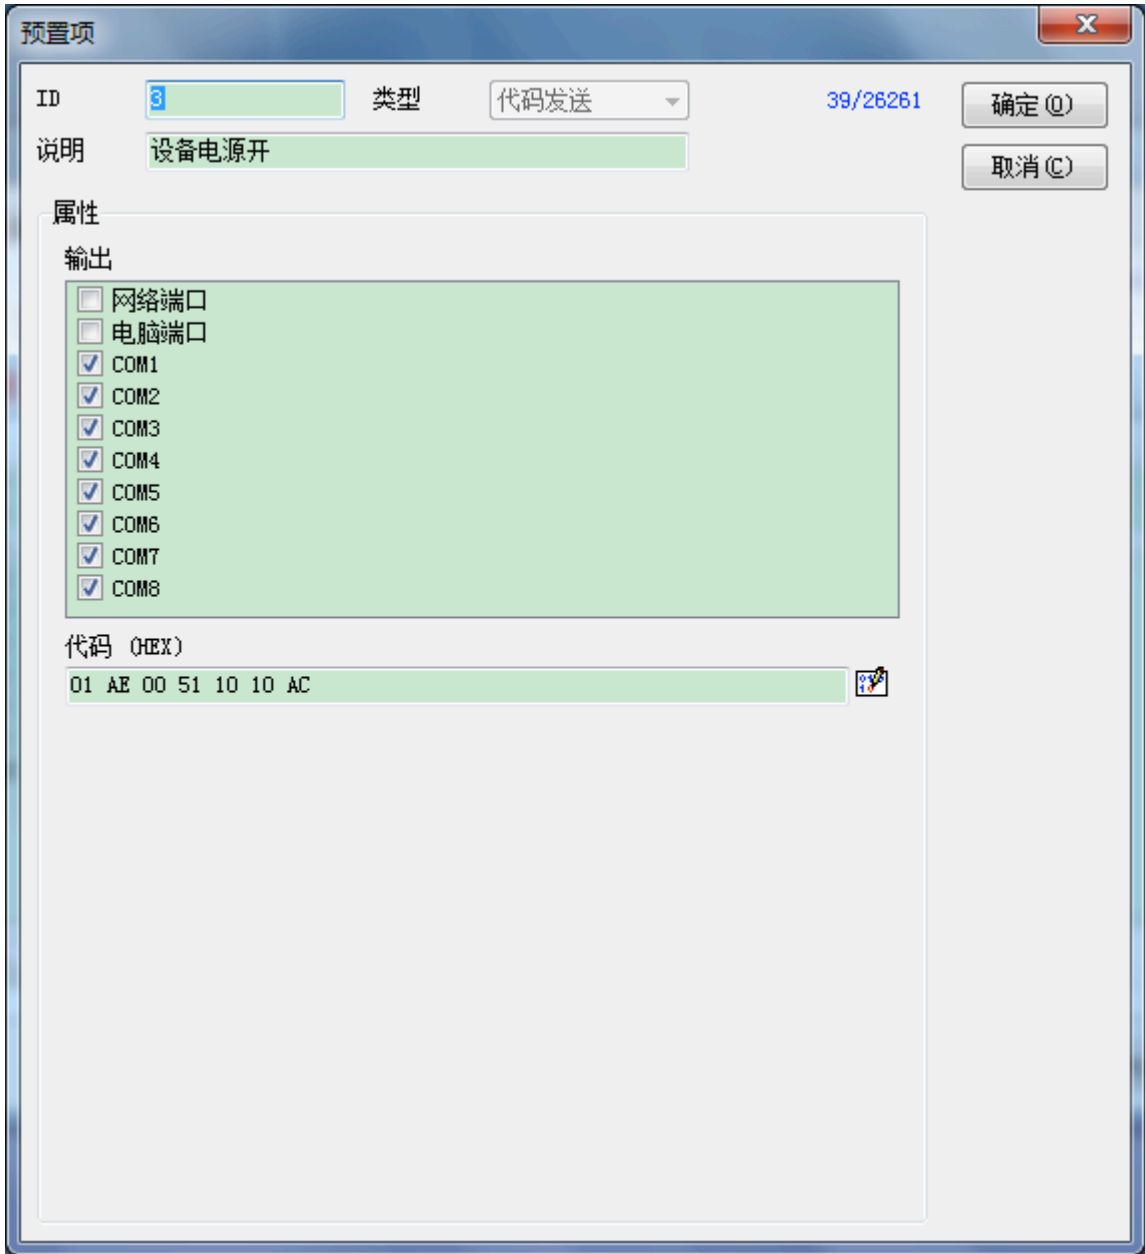 预置项
ID 3 类型 代码发送 39/26261 确定(O)
说明 设备电源开 取消(C)
属性
输出
网络端口
电脑端口
COM1
COM2
COM3
COM4
COM5
COM6
COM7
COM8
代码 (HEX)
01 AE 00 51 10 10 AC